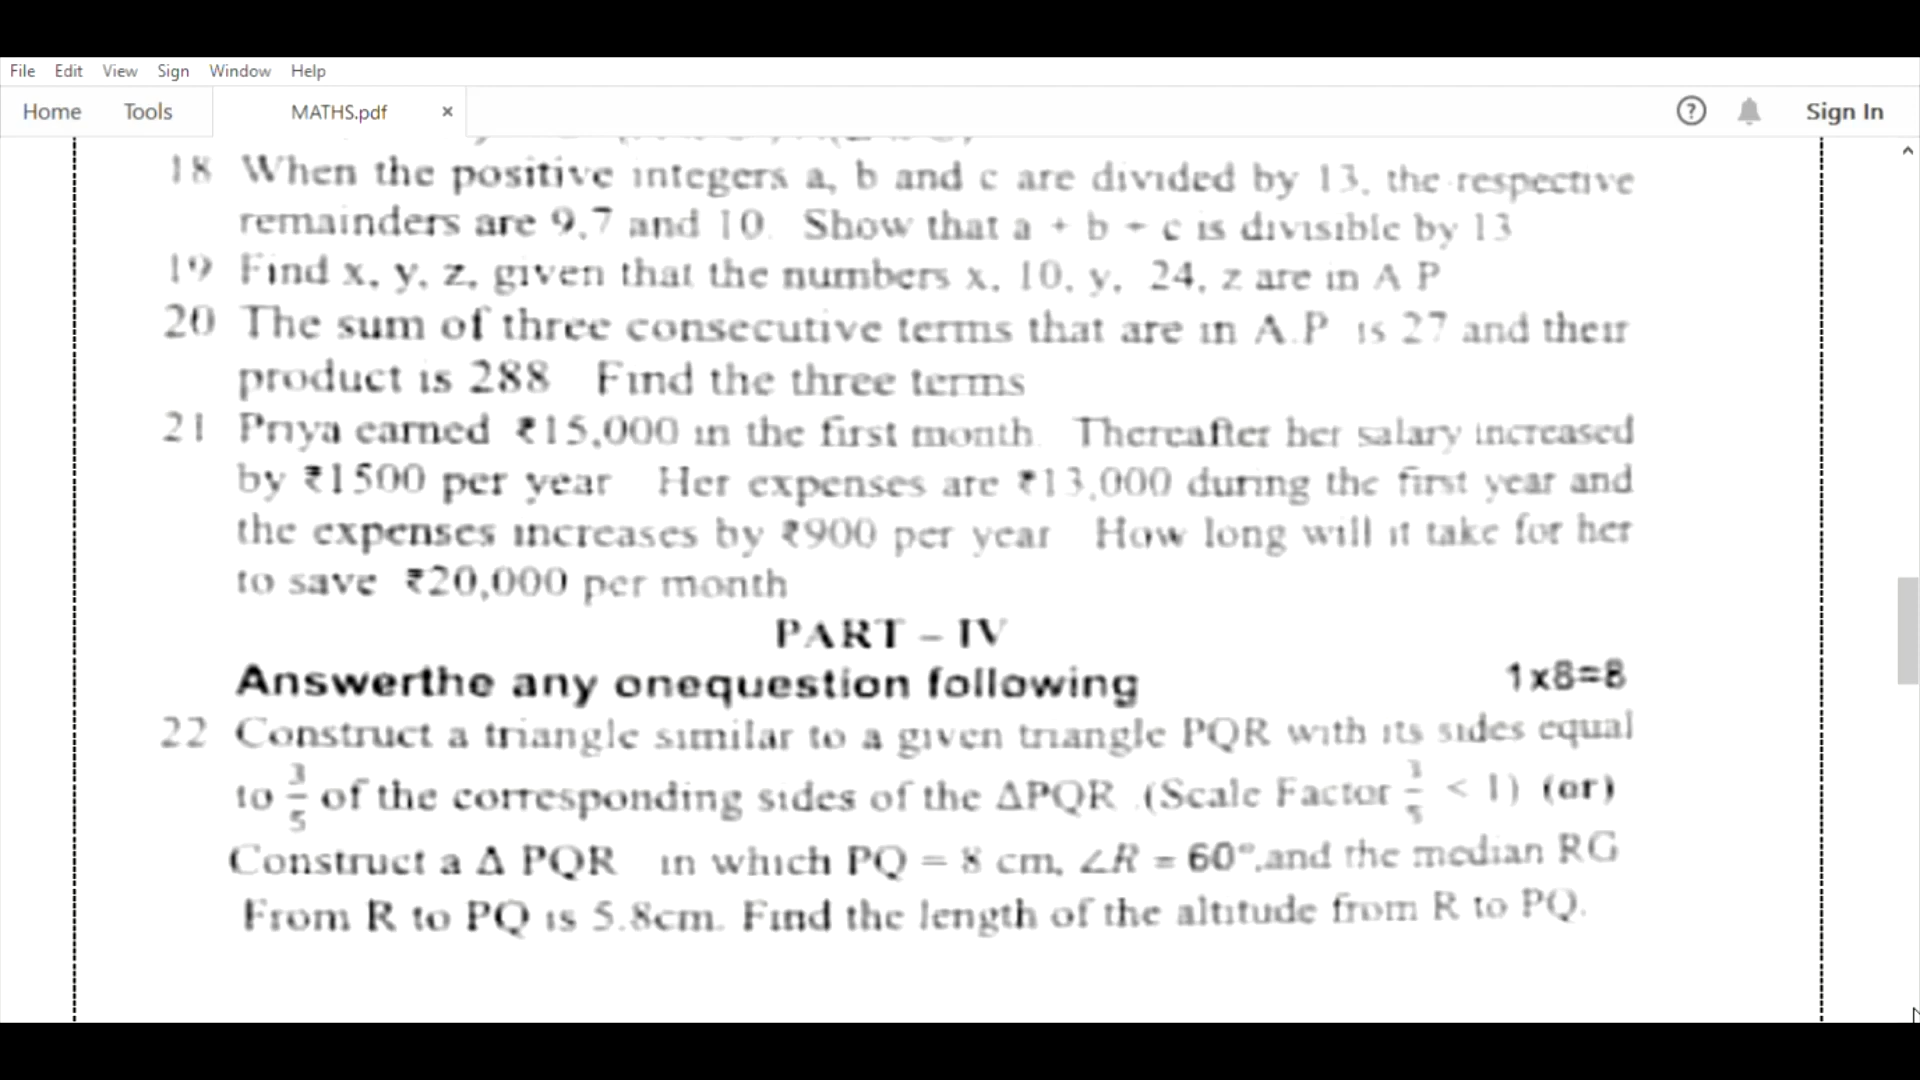 File Edit View Sign Window Help
Home Tools MATHS.pdf × ? Sign In
18 When the positive integers a, b and c are divided by 13, the respective
remainders are 9,7 and 10. Show that a + b + c is divisible by 13
19 Find x, y, z, given that the numbers x, 10, y, 24, z are in A P
20 The sum of three consecutive terms that are in A.P is 27 and their
product is 288 Find the three terms
21 Priya earned ₹15,000 in the first month. Thereafter her salary increased
by ₹1500 per year Her expenses are ₹13,000 during the first year and
the expenses increases by ₹900 per year How long will it take for her
to save ₹20,000 per month
PART – IV
Answerthe any onequestion following 1x8=8
22 Construct a triangle similar to a given triangle PQR with its sides equal
to 3/5 of the corresponding sides of the ΔPQR (Scale Factor 3/5 < 1) (or)
Construct a Δ PQR in which PQ = 8 cm, ∠R = 60°,and the median RG
From R to PQ is 5.8cm. Find the length of the altitude from R to PQ.